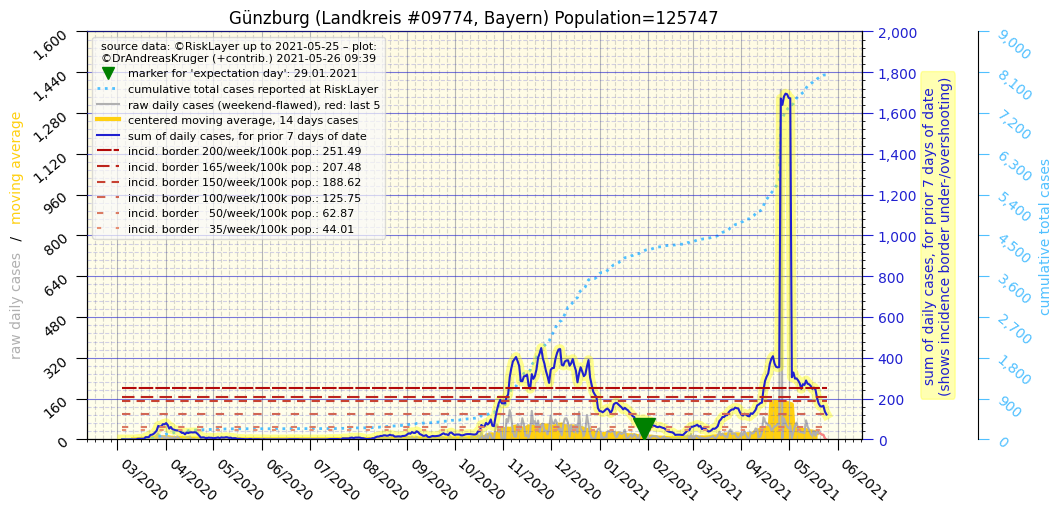 Günzburg (Landkreis #09774, Bayern) Population=125747
source data: ©RiskLayer up to 2021-05-25 – plot:
©DrAndreasKruger (+contrib.) 2021-05-26 09:39
marker for 'expectation day': 29.01.2021
cumulative total cases reported at RiskLayer
raw daily cases (weekend-flawed), red: last 5
centered moving average, 14 days cases
sum of daily cases, for prior 7 days of date
incid. border 200/week/100k pop.: 251.49
incid. border 165/week/100k pop.: 207.48
incid. border 150/week/100k pop.: 188.62
incid. border 100/week/100k pop.: 125.75
incid. border 50/week/100k pop.: 62.87
incid. border 35/week/100k pop.: 44.01
raw daily cases / moving average
1,600
1,440
1,280
1,120
960
800
640
480
320
160
0
03/2020
04/2020
05/2020
06/2020
07/2020
08/2020
09/2020
10/2020
11/2020
12/2020
01/2021
02/2021
03/2021
04/2021
05/2021
06/2021
2,000
1,800
1,600
1,400
1,200
1,000
800
600
400
200
0
sum of daily cases, for prior 7 days of date
(shows incidence border under-/overshooting)
9,000
8,100
7,200
6,300
5,400
4,500
3,600
2,700
1,800
900
0
cumulative total cases